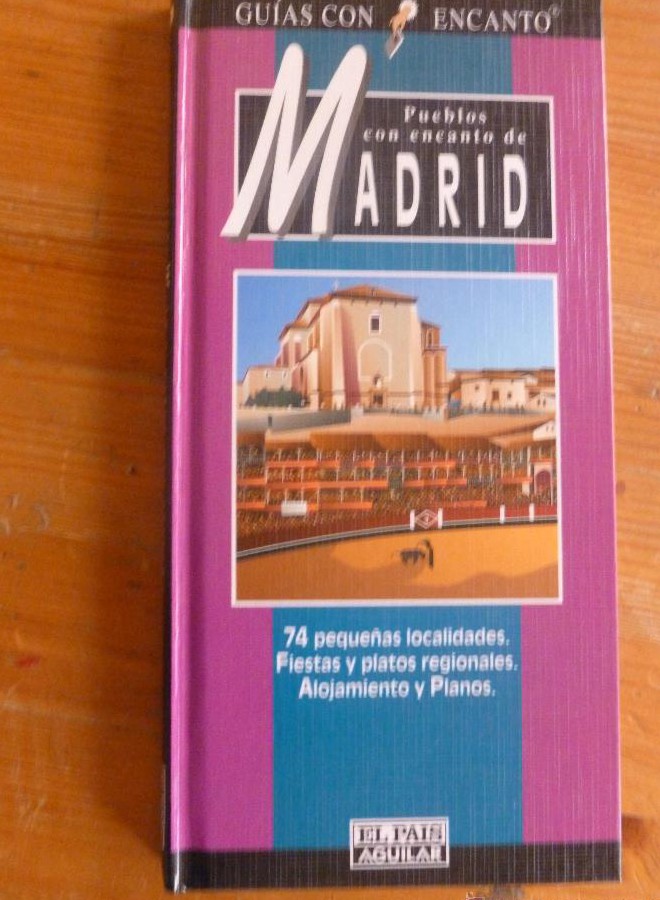 GUÍAS CON ENCANTO®
Pueblos
con encanto de
MADRID
74 pequeñas localidades.
Fiestas y platos regionales.
Alojamiento y Planos.
EL PAIS
AGUILAR